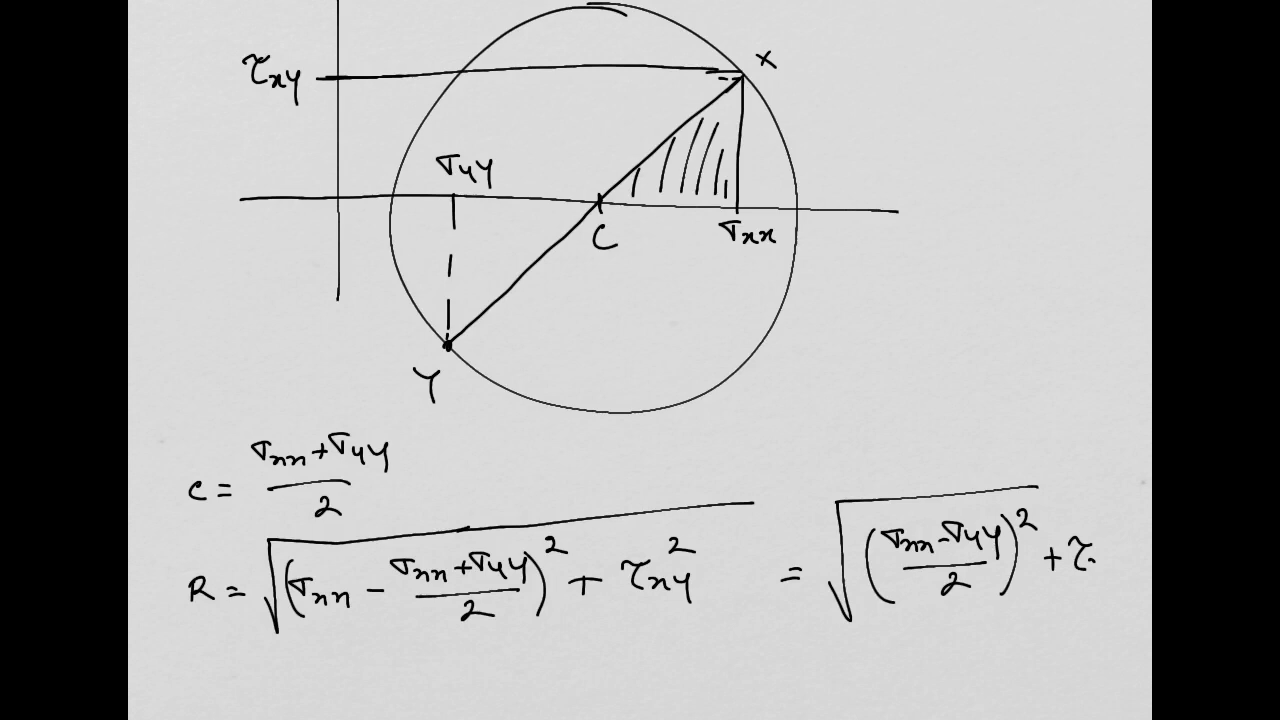 τxy
x
σyy
C
σxx
Y
C = (σxx + σyy)/2
R = √((σxx − (σxx + σyy)/2)² + τxy²) = √(((σxx − σyy)/2)² + τ